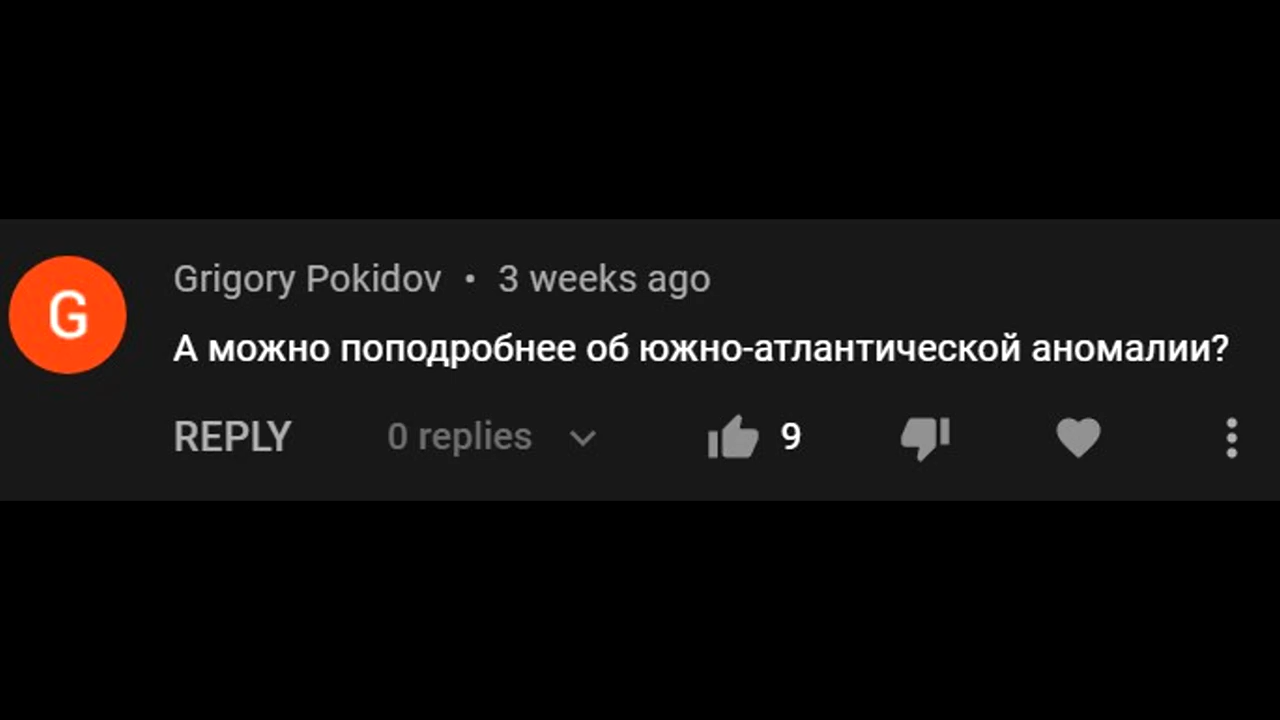 G
Grigory Pokidov • 3 weeks ago
А можно поподробнее об южно-атлантической аномалии?
REPLY 0 replies 9